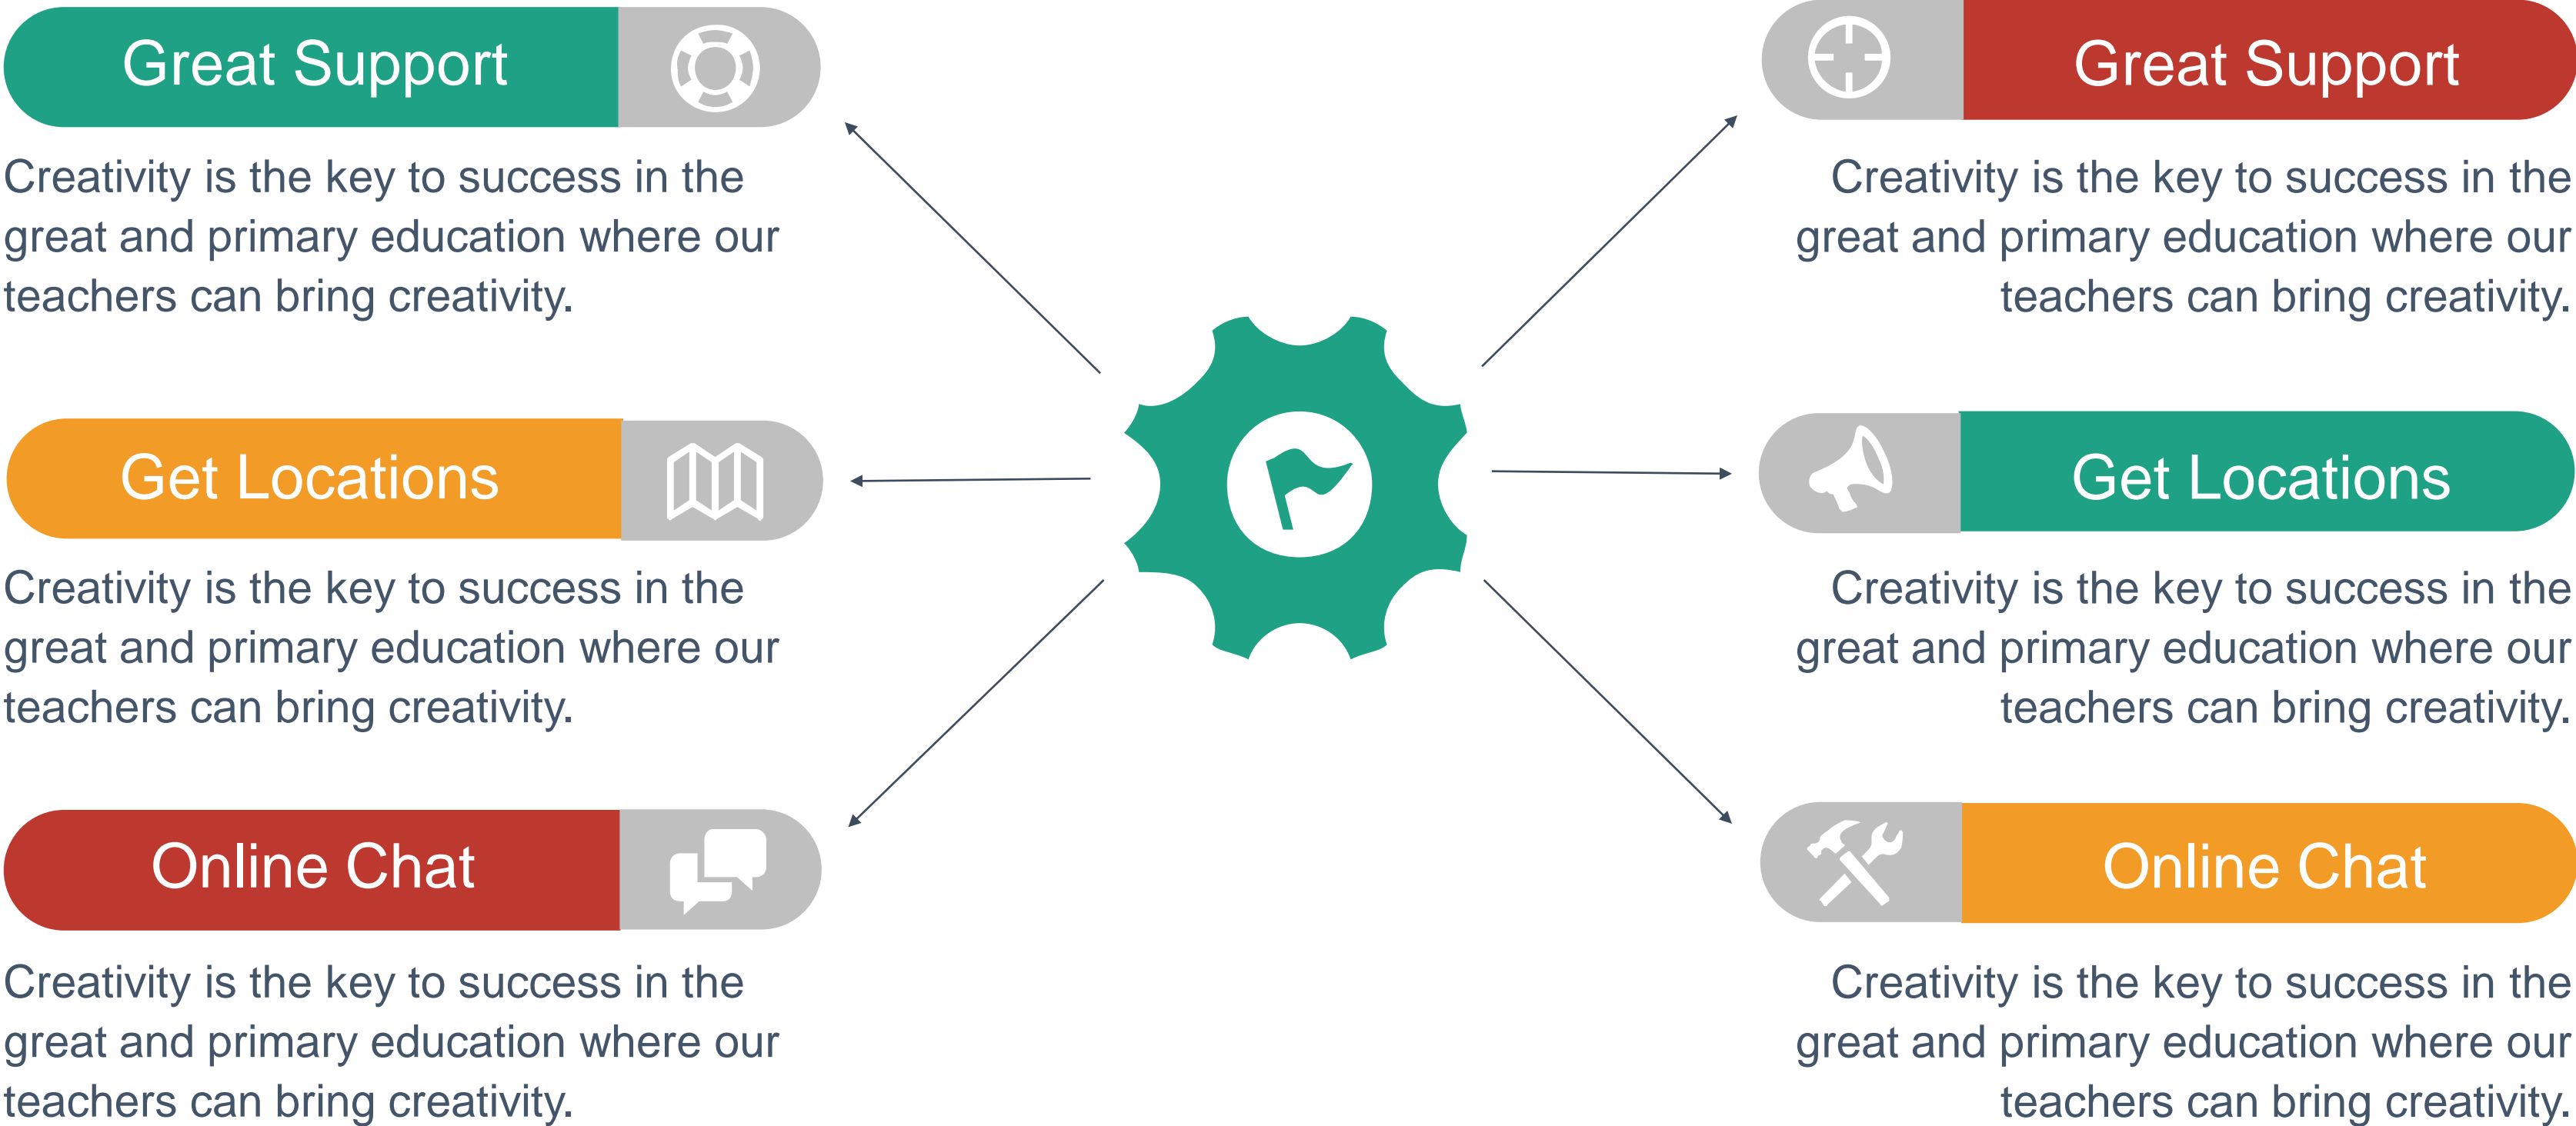 Great Support
Creativity is the key to success in the
great and primary education where our
teachers can bring creativity.
Get Locations
Creativity is the key to success in the
great and primary education where our
teachers can bring creativity.
Online Chat
Creativity is the key to success in the
great and primary education where our
teachers can bring creativity.
Great Support
Creativity is the key to success in the
great and primary education where our
teachers can bring creativity.
Get Locations
Creativity is the key to success in the
great and primary education where our
teachers can bring creativity.
Online Chat
Creativity is the key to success in the
great and primary education where our
teachers can bring creativity.